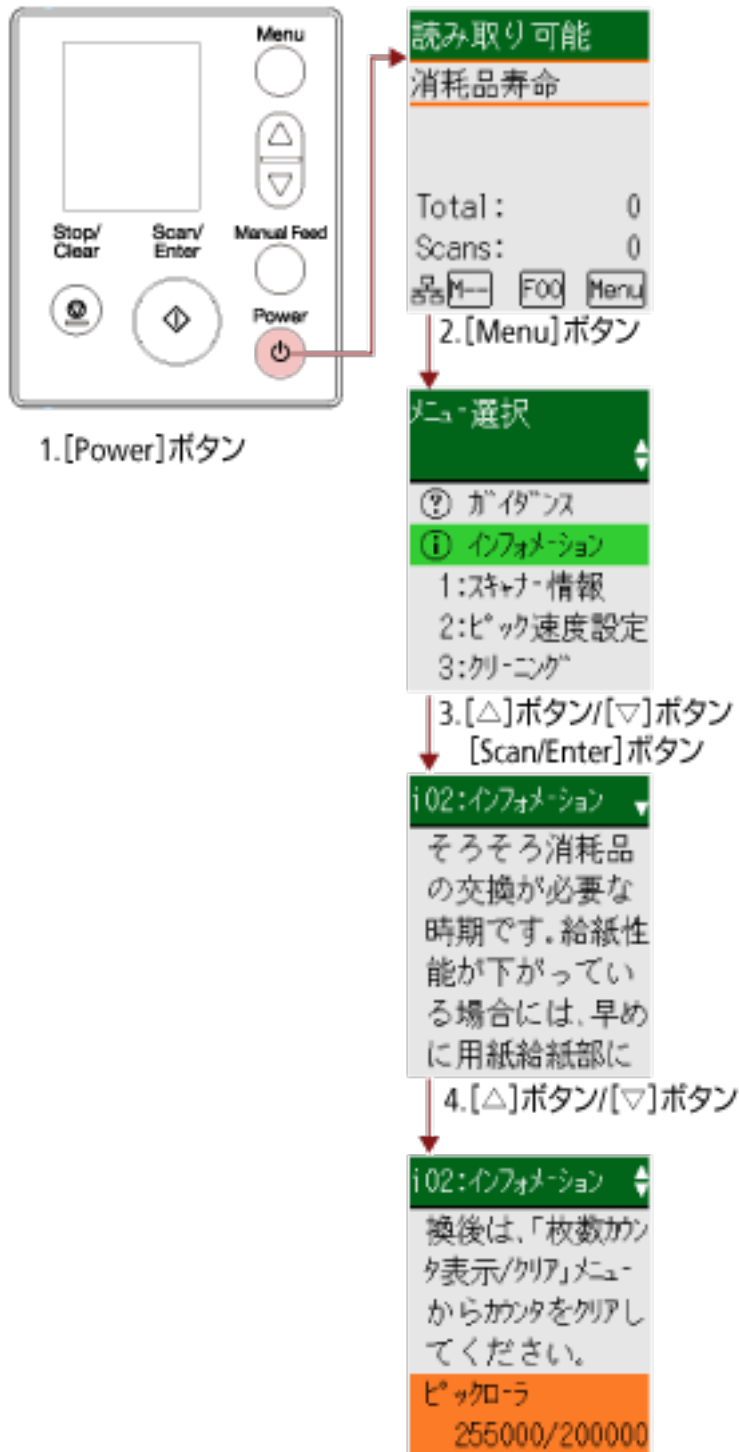 Menu
Stop/
Clear
Scan/
Enter
Manual Feed
Power
1.[Power]ボタン
読み取り可能
消耗品寿命
Total: 0
Scans: 0
M-- F00 Menu
2.[Menu]ボタン
ﾒﾆｭｰ選択
? ｶﾞｲﾀﾞﾝｽ
i ｲﾝﾌｫﾒｰｼｮﾝ
1:ｽｷｬﾅｰ情報
2:ﾋﾟｯｸ速度設定
3:ｸﾘｰﾆﾝｸﾞ
3.[△]ボタン/[▽]ボタン
[Scan/Enter]ボタン
i02:ｲﾝﾌｫﾒｰｼｮﾝ
そろそろ消耗品
の交換が必要な
時期です。給紙性
能が下がってい
る場合には、早め
に用紙給紙部に
4.[△]ボタン/[▽]ボタン
i02:ｲﾝﾌｫﾒｰｼｮﾝ
換後は、「枚数ｶｳﾝ
ﾀ表示/ｸﾘｱ」ﾒﾆｭｰ
からｶｳﾝﾀをｸﾘｱし
てください。
ﾋﾟｯｸﾛｰﾗ
255000/200000